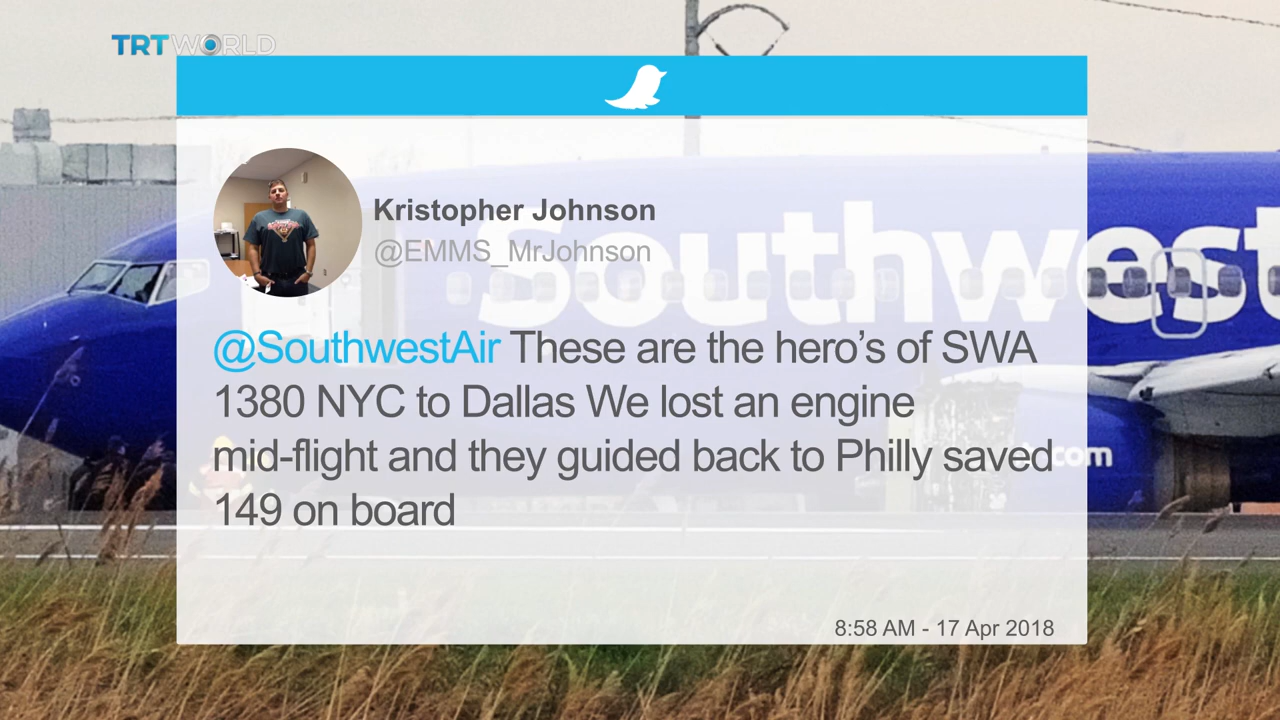 TRT WORLD
Kristopher Johnson
@EMMS_MrJohnson
@SouthwestAir These are the hero’s of SWA
1380 NYC to Dallas We lost an engine
mid-flight and they guided back to Philly saved
149 on board
8:58 AM - 17 Apr 2018
Southwest
.com